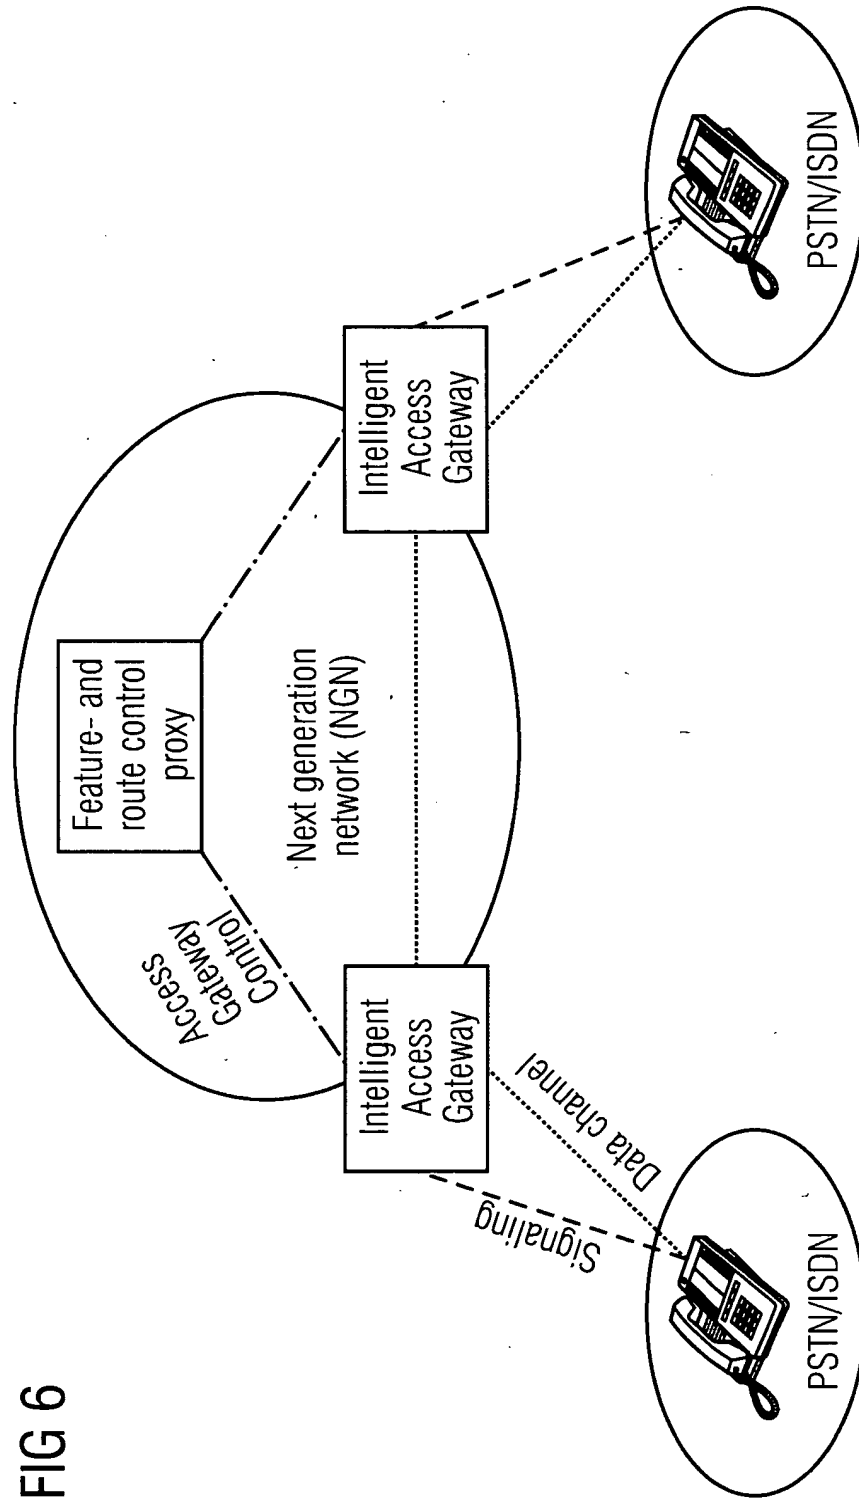 FIG 6
Feature- and
route control
proxy
Access
Gateway
Control
Next generation
network (NGN)
Intelligent
Access
Gateway
Intelligent
Access
Gateway
Signaling
Data channel
PSTN/ISDN
PSTN/ISDN